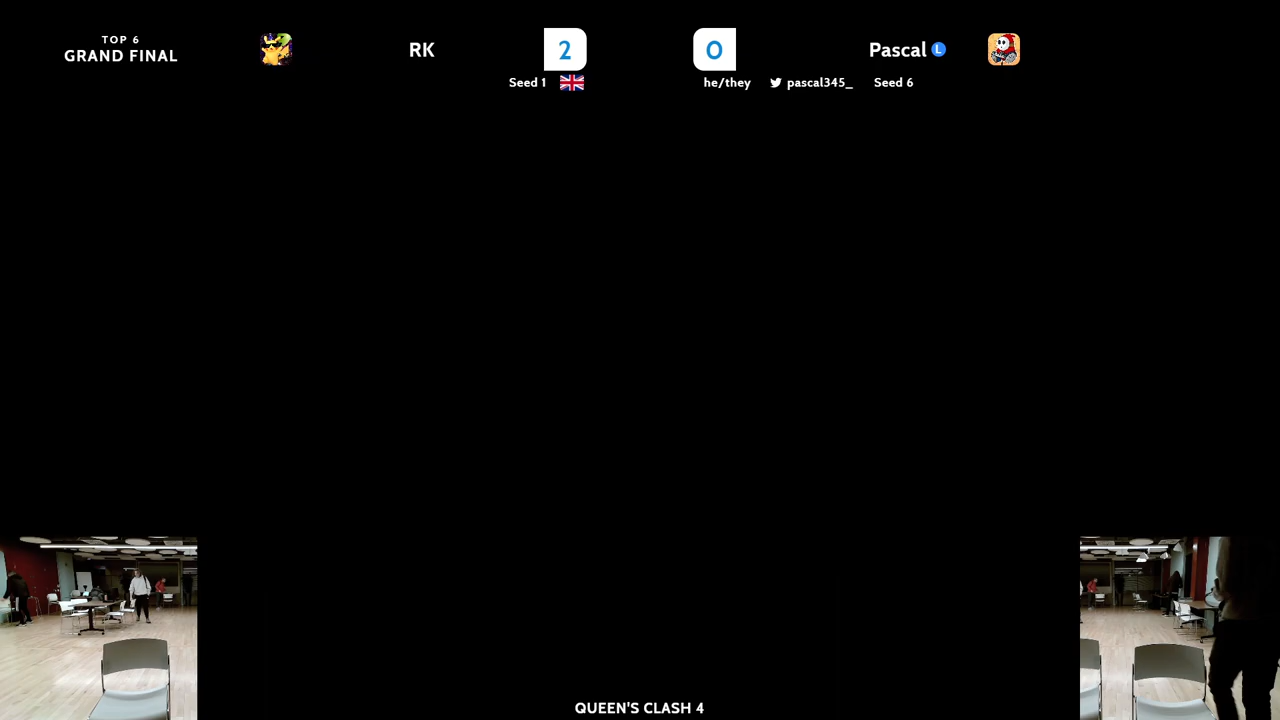 TOP 6
GRAND FINAL
RK
2
0
Pascal L
Seed 1
he/they
pascal345_
Seed 6
QUEEN'S CLASH 4